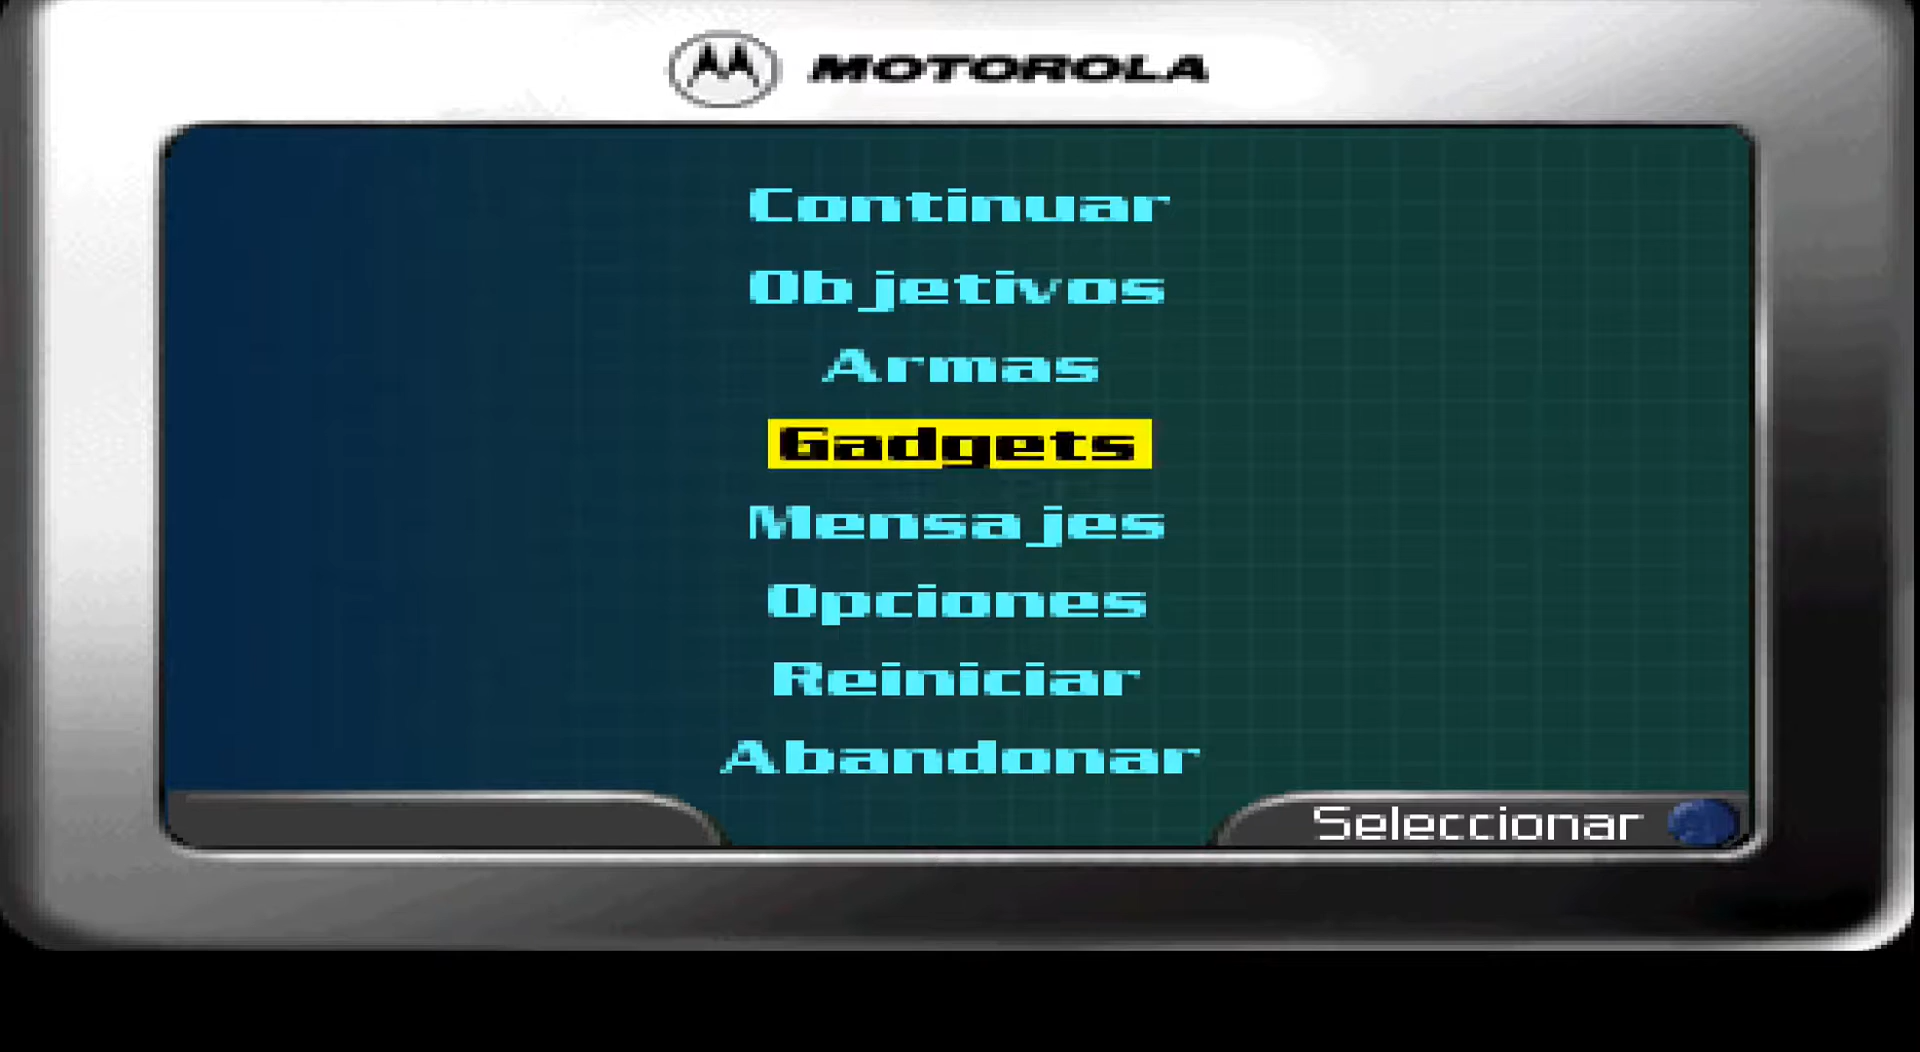 MOTOROLA
Continuar
Objetivos
Armas
Gadgets
Mensajes
Opciones
Reiniciar
Abandonar
Seleccionar